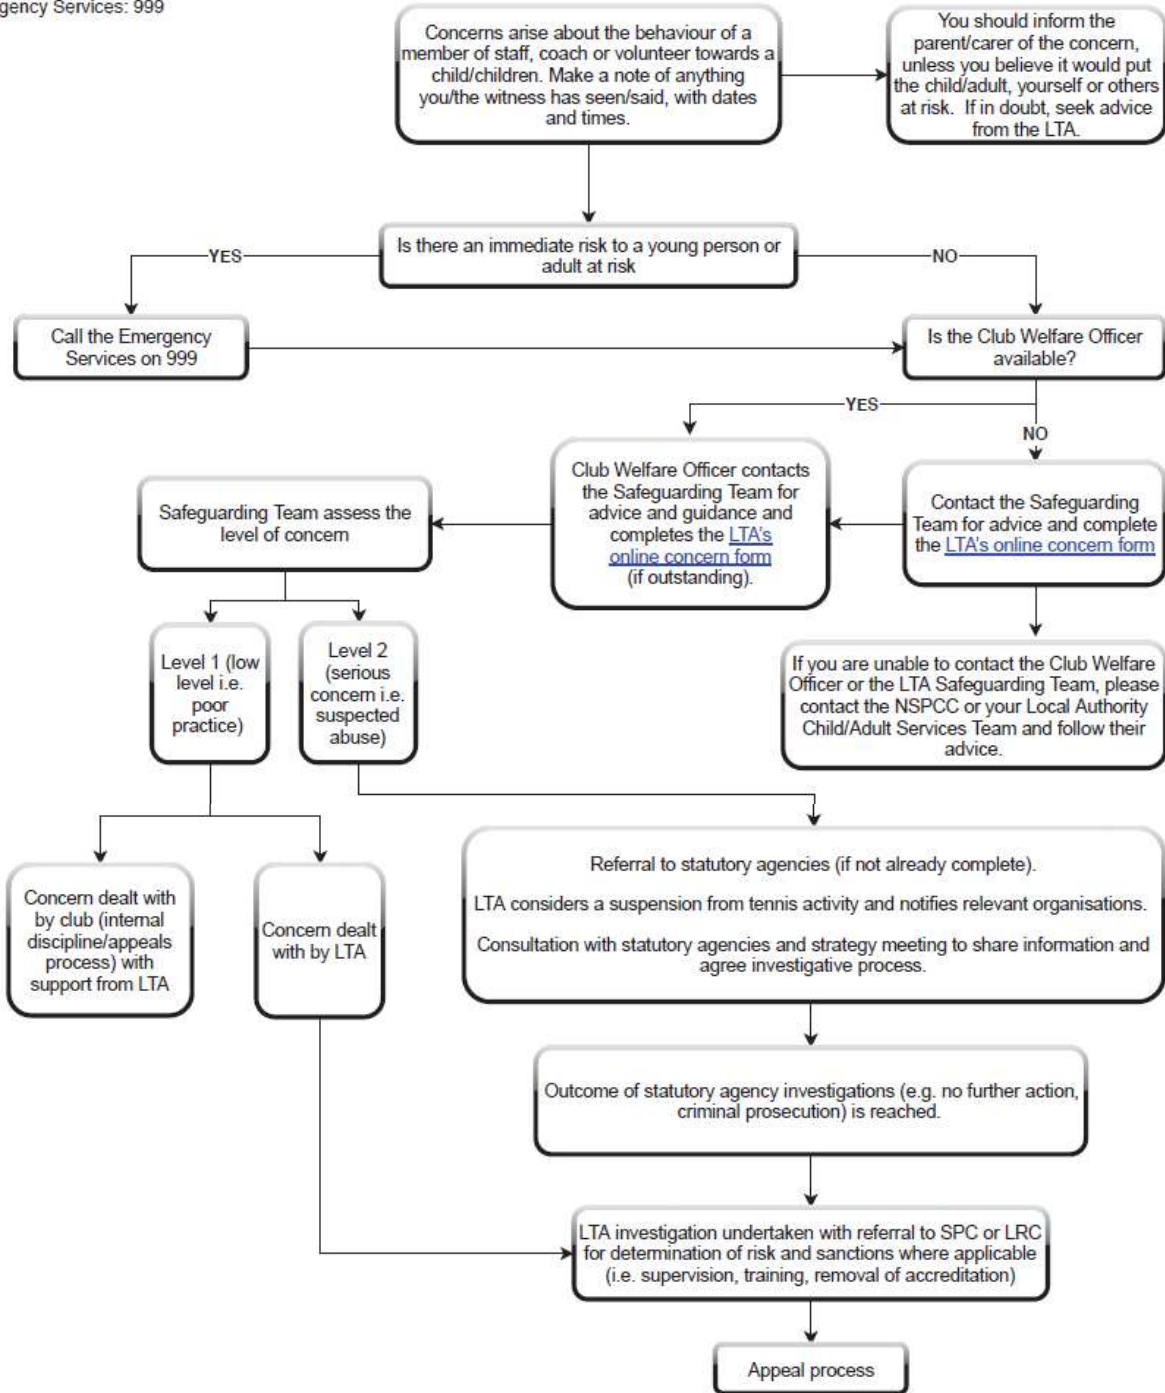 gency Services: 999
Concerns arise about the behaviour of a
member of staff, coach or volunteer towards a
child/children. Make a note of anything
you/the witness has seen/said, with dates
and times.
You should inform the
parent/carer of the concern,
unless you believe it would put
the child/adult, yourself or others
at risk. If in doubt, seek advice
from the LTA.
Is there an immediate risk to a young person or
adult at risk
YES
NO
Call the Emergency
Services on 999
Is the Club Welfare Officer
available?
YES
NO
Club Welfare Officer contacts
the Safeguarding Team for
advice and guidance and
completes the LTA's
online concern form
(if outstanding).
Contact the Safeguarding
Team for advice and complete
the LTA's online concern form
Safeguarding Team assess the
level of concern
Level 1 (low
level i.e.
poor
practice)
Level 2
(serious
concern i.e.
suspected
abuse)
If you are unable to contact the Club Welfare
Officer or the LTA Safeguarding Team, please
contact the NSPCC or your Local Authority
Child/Adult Services Team and follow their
advice.
Concern dealt with
by club (internal
discipline/appeals
process) with
support from LTA
Concern dealt
with by LTA
Referral to statutory agencies (if not already complete).
LTA considers a suspension from tennis activity and notifies relevant organisations.
Consultation with statutory agencies and strategy meeting to share information and
agree investigative process.
Outcome of statutory agency investigations (e.g. no further action,
criminal prosecution) is reached.
LTA investigation undertaken with referral to SPC or LRC
for determination of risk and sanctions where applicable
(i.e. supervision, training, removal of accreditation)
Appeal process